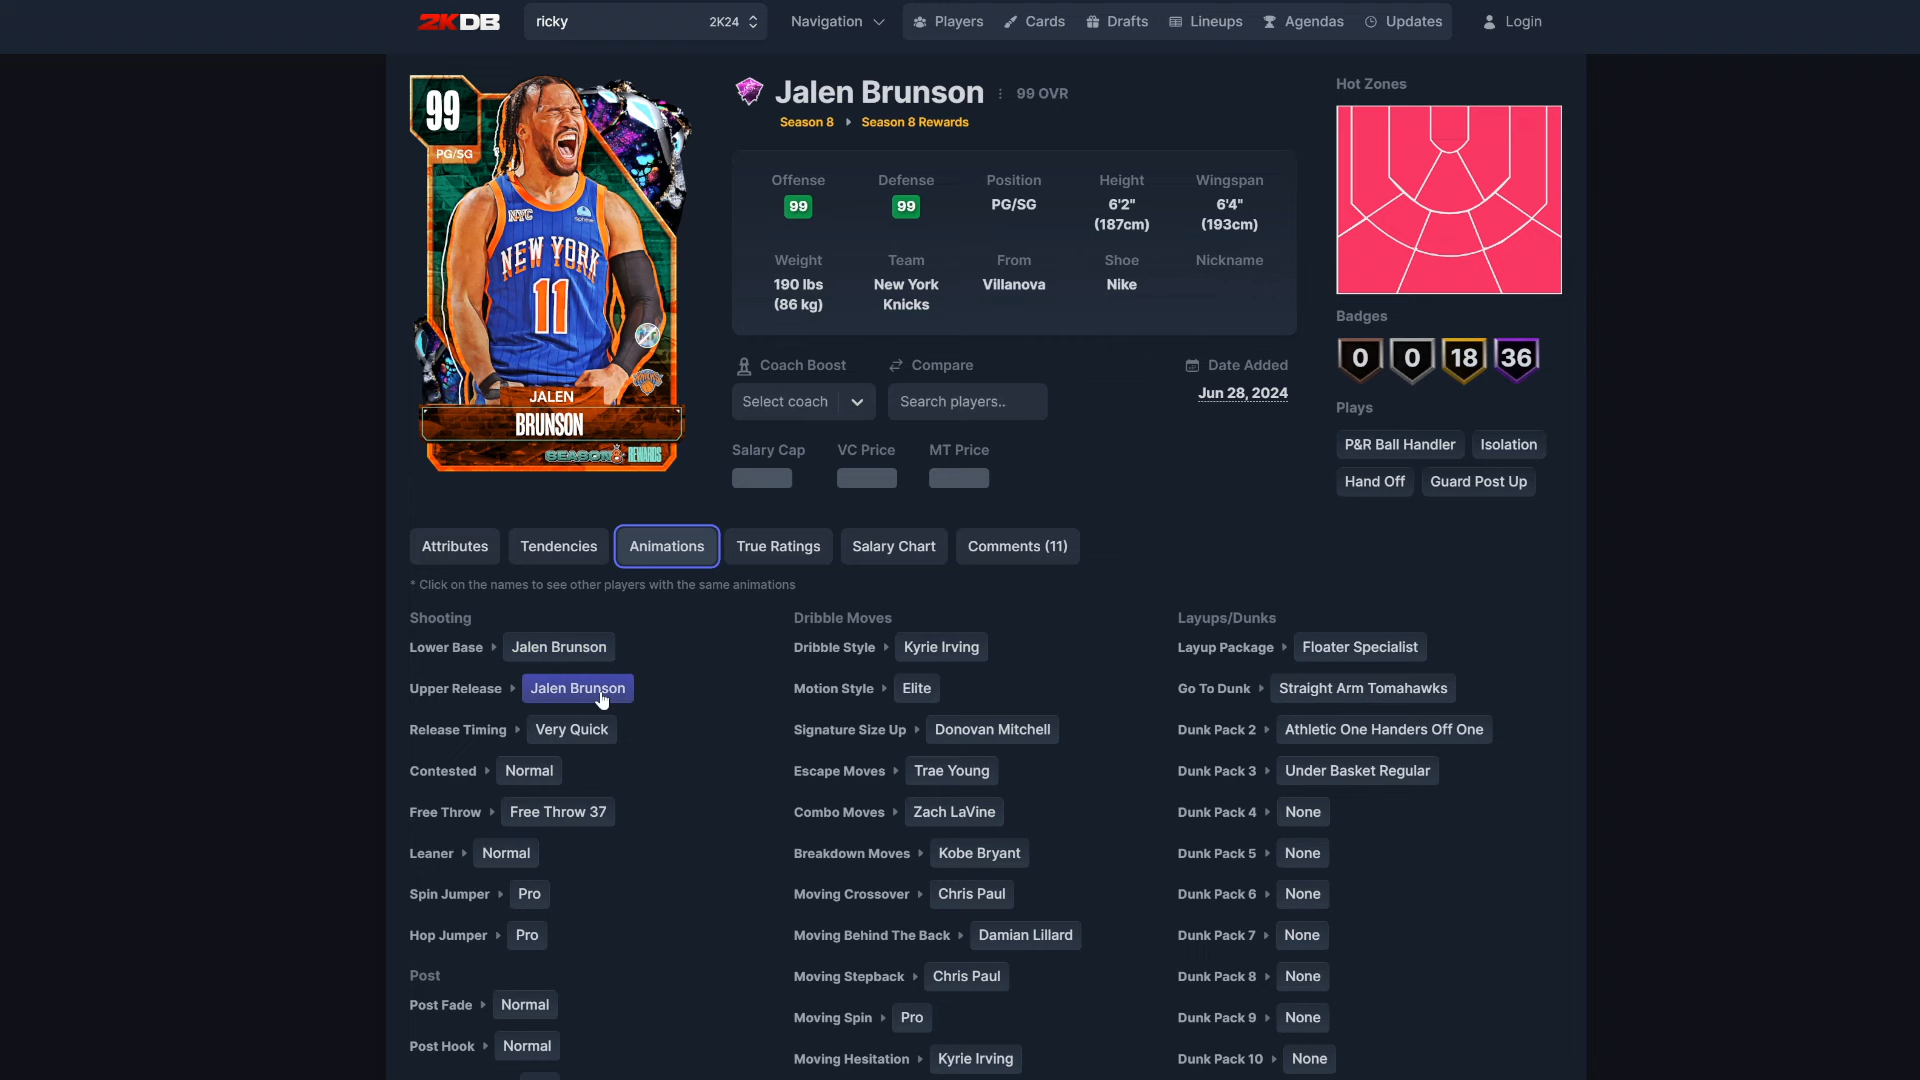 2KDB
ricky
2K24
Navigation
Players
Cards
Drafts
Lineups
Agendas
Updates
Login
99
PG/SG
NYC
NEW YORK
11
JALEN
BRUNSON
SEASON 8 REWARDS
Jalen Brunson
99 OVR
Season 8
Season 8 Rewards
Offense
Defense
Position
Height
Wingspan
99
99
PG/SG
6'2"
(187cm)
6'4"
(193cm)
Weight
Team
From
Shoe
Nickname
190 lbs
(86 kg)
New York
Knicks
Villanova
Nike
Coach Boost
Compare
Date Added
Select coach
Search players..
Jun 28, 2024
Salary Cap
VC Price
MT Price
Hot Zones
Badges
0
0
18
36
Plays
P&R Ball Handler
Isolation
Hand Off
Guard Post Up
Attributes
Tendencies
Animations
True Ratings
Salary Chart
Comments (11)
* Click on the names to see other players with the same animations
Shooting
Lower Base Jalen Brunson
Upper Release Jalen Brunson
Release Timing Very Quick
Contested Normal
Free Throw Free Throw 37
Leaner Normal
Spin Jumper Pro
Hop Jumper Pro
Post
Post Fade Normal
Post Hook Normal
Dribble Moves
Dribble Style Kyrie Irving
Motion Style Elite
Signature Size Up Donovan Mitchell
Escape Moves Trae Young
Combo Moves Zach LaVine
Breakdown Moves Kobe Bryant
Moving Crossover Chris Paul
Moving Behind The Back Damian Lillard
Moving Stepback Chris Paul
Moving Spin Pro
Moving Hesitation Kyrie Irving
Layups/Dunks
Layup Package Floater Specialist
Go To Dunk Straight Arm Tomahawks
Dunk Pack 2 Athletic One Handers Off One
Dunk Pack 3 Under Basket Regular
Dunk Pack 4 None
Dunk Pack 5 None
Dunk Pack 6 None
Dunk Pack 7 None
Dunk Pack 8 None
Dunk Pack 9 None
Dunk Pack 10 None